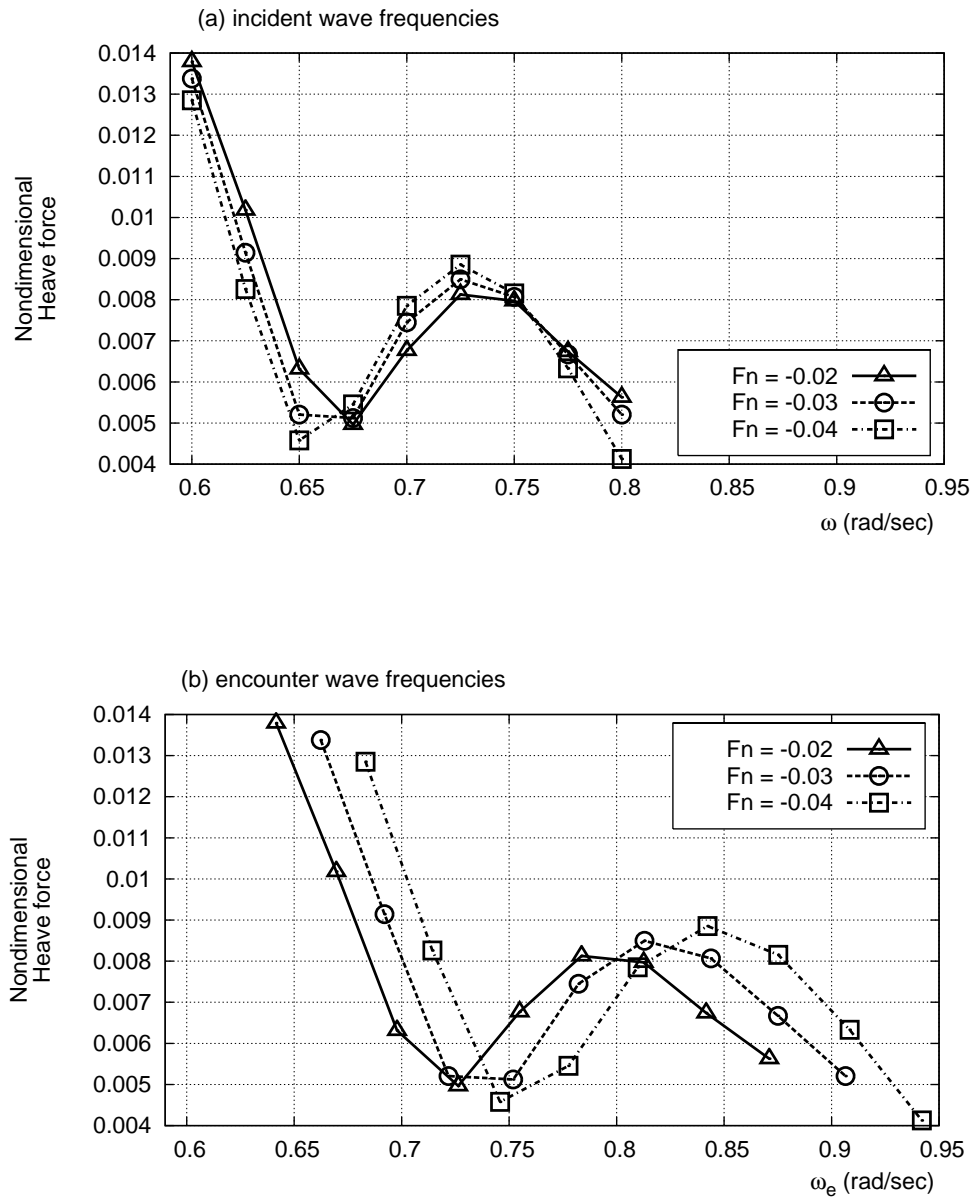 (a) incident wave frequencies
0.014
0.013
0.012
0.011
0.01
0.009
0.008
0.007
0.006
0.005
0.004
Nondimensional
Heave force
Fn = -0.02
Fn = -0.03
Fn = -0.04
0.6 0.65 0.7 0.75 0.8 0.85 0.9 0.95
ω (rad/sec)
(b) encounter wave frequencies
0.014
0.013
0.012
0.011
0.01
0.009
0.008
0.007
0.006
0.005
0.004
Nondimensional
Heave force
Fn = -0.02
Fn = -0.03
Fn = -0.04
0.6 0.65 0.7 0.75 0.8 0.85 0.9 0.95
ωe (rad/sec)